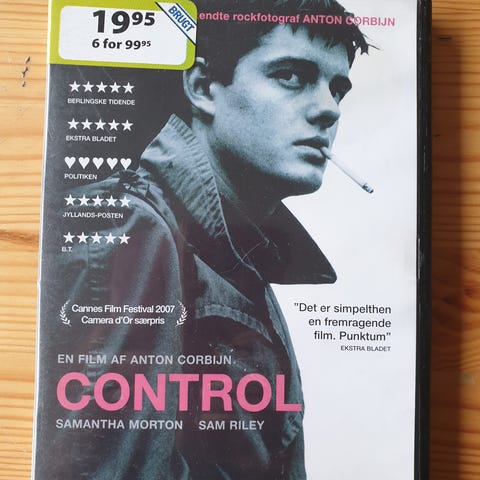 19 95
BRUGT
6 for 99 95
endte rockfotograf ANTON CORBIJN
BERLINGSKE TIDENDE
EKSTRA BLADET
POLITIKEN
JYLLANDS-POSTEN
B.T.
Cannes Film Festival 2007
Camera d'Or særpris
"Det er simpelthen
en fremragende
film. Punktum"
EKSTRA BLADET
EN FILM AF ANTON CORBIJN
CONTROL
SAMANTHA MORTON SAM RILEY